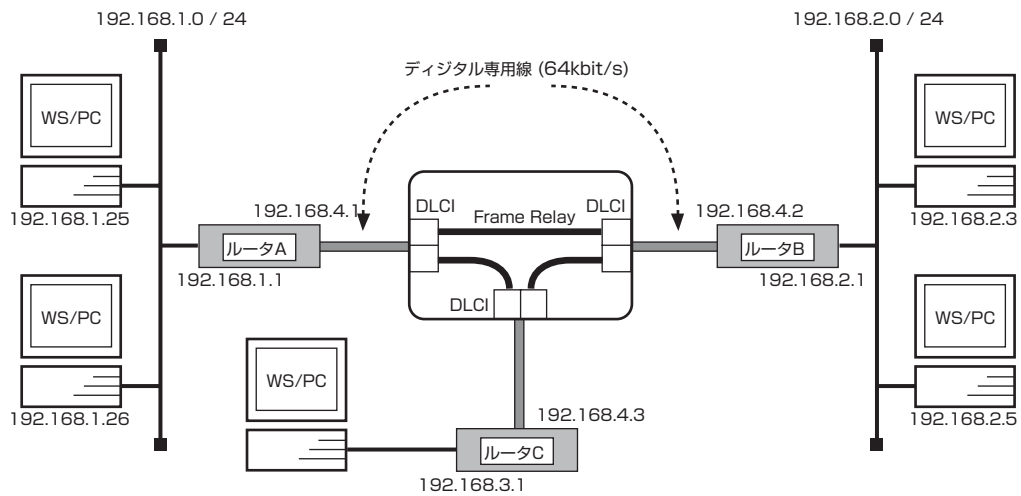 192.168.1.0 / 24
192.168.2.0 / 24
ディジタル専用線 (64kbit/s)
WS/PC
WS/PC
192.168.1.25
192.168.4.1
DLCI
Frame Relay
DLCI
192.168.4.2
192.168.2.3
ルータA
ルータB
192.168.1.1
192.168.2.1
DLCI
WS/PC
WS/PC
WS/PC
192.168.1.26
192.168.4.3
192.168.2.5
ルータC
192.168.3.1